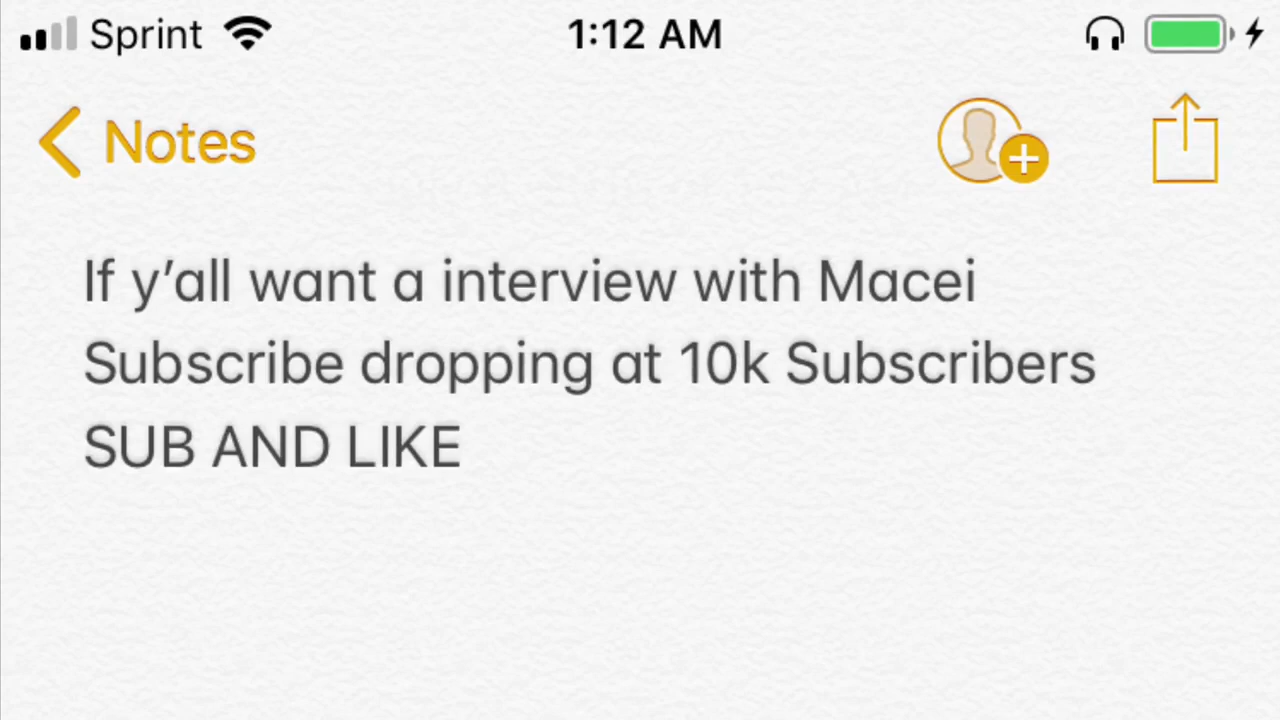 Sprint 1:12 AM
Notes
If y’all want a interview with Macei
Subscribe dropping at 10k Subscribers
SUB AND LIKE